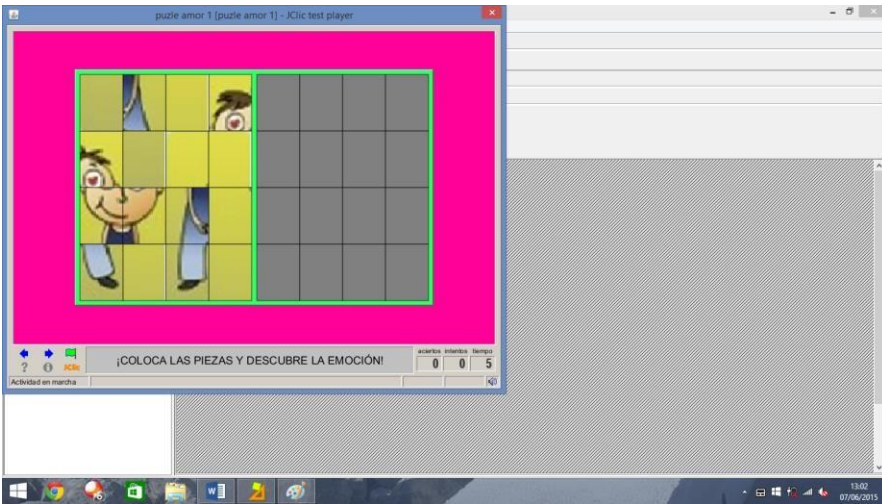 puzle amor 1 [puzle amor 1] - JClic test player
¡COLOCA LAS PIEZAS Y DESCUBRE LA EMOCIÓN!
aciertos intentos tiempo
0 0 5
JClic
Actividad en marcha
13:02
07/06/2015